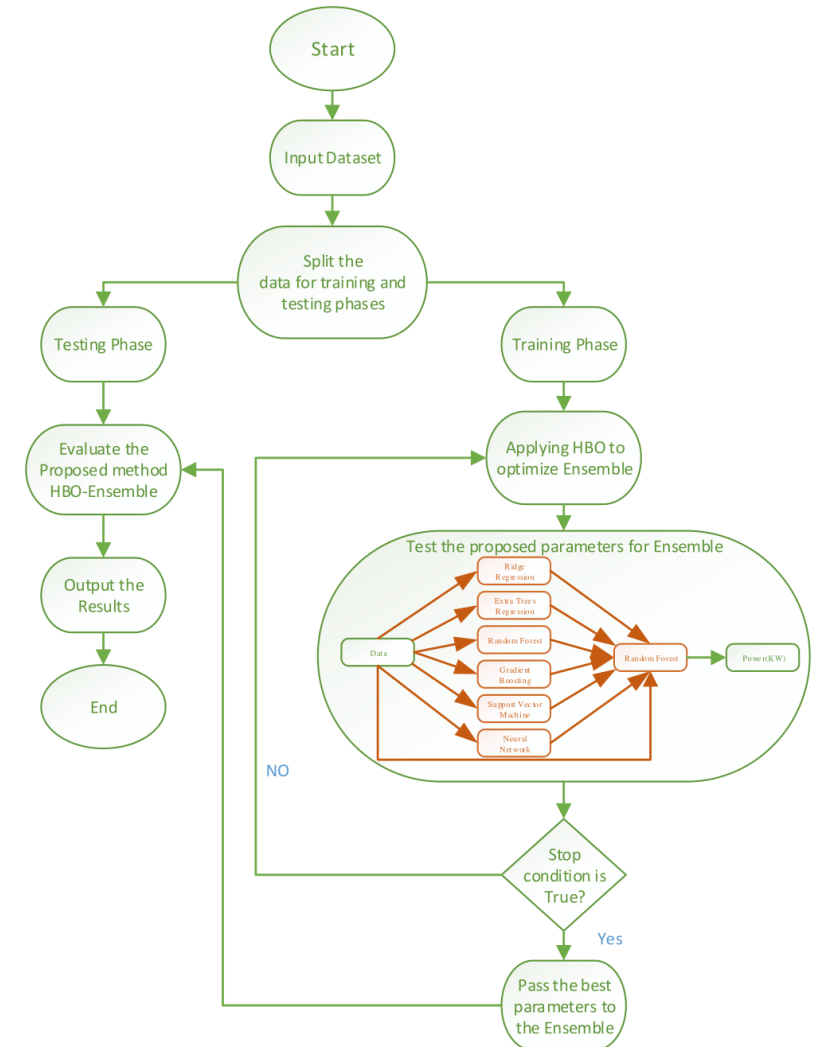 Start
Input Dataset
Split the
data for training and
testing phases
Testing Phase
Training Phase
Evaluate the
Proposed method
HBO-Ensemble
Applying HBO to
optimize Ensemble
Output the
Results
End
Test the proposed parameters for Ensemble
Data
Ridge
Regression
Extra Trees
Regression
Random Forest
Gradient
Boosting
Support Vector
Machine
Neural
Network
Random Forest
Power(KW)
NO
Stop
condition is
True?
Yes
Pass the best
parameters to
the Ensemble